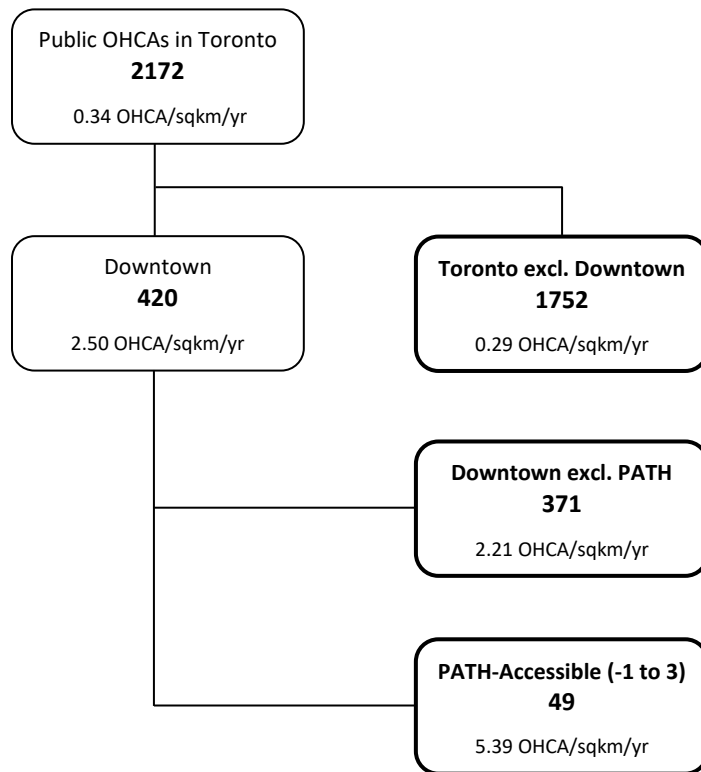 Public OHCAs in Toronto
2172
0.34 OHCA/sqkm/yr
Downtown
420
2.50 OHCA/sqkm/yr
Toronto excl. Downtown
1752
0.29 OHCA/sqkm/yr
Downtown excl. PATH
371
2.21 OHCA/sqkm/yr
PATH-Accessible (-1 to 3)
49
5.39 OHCA/sqkm/yr